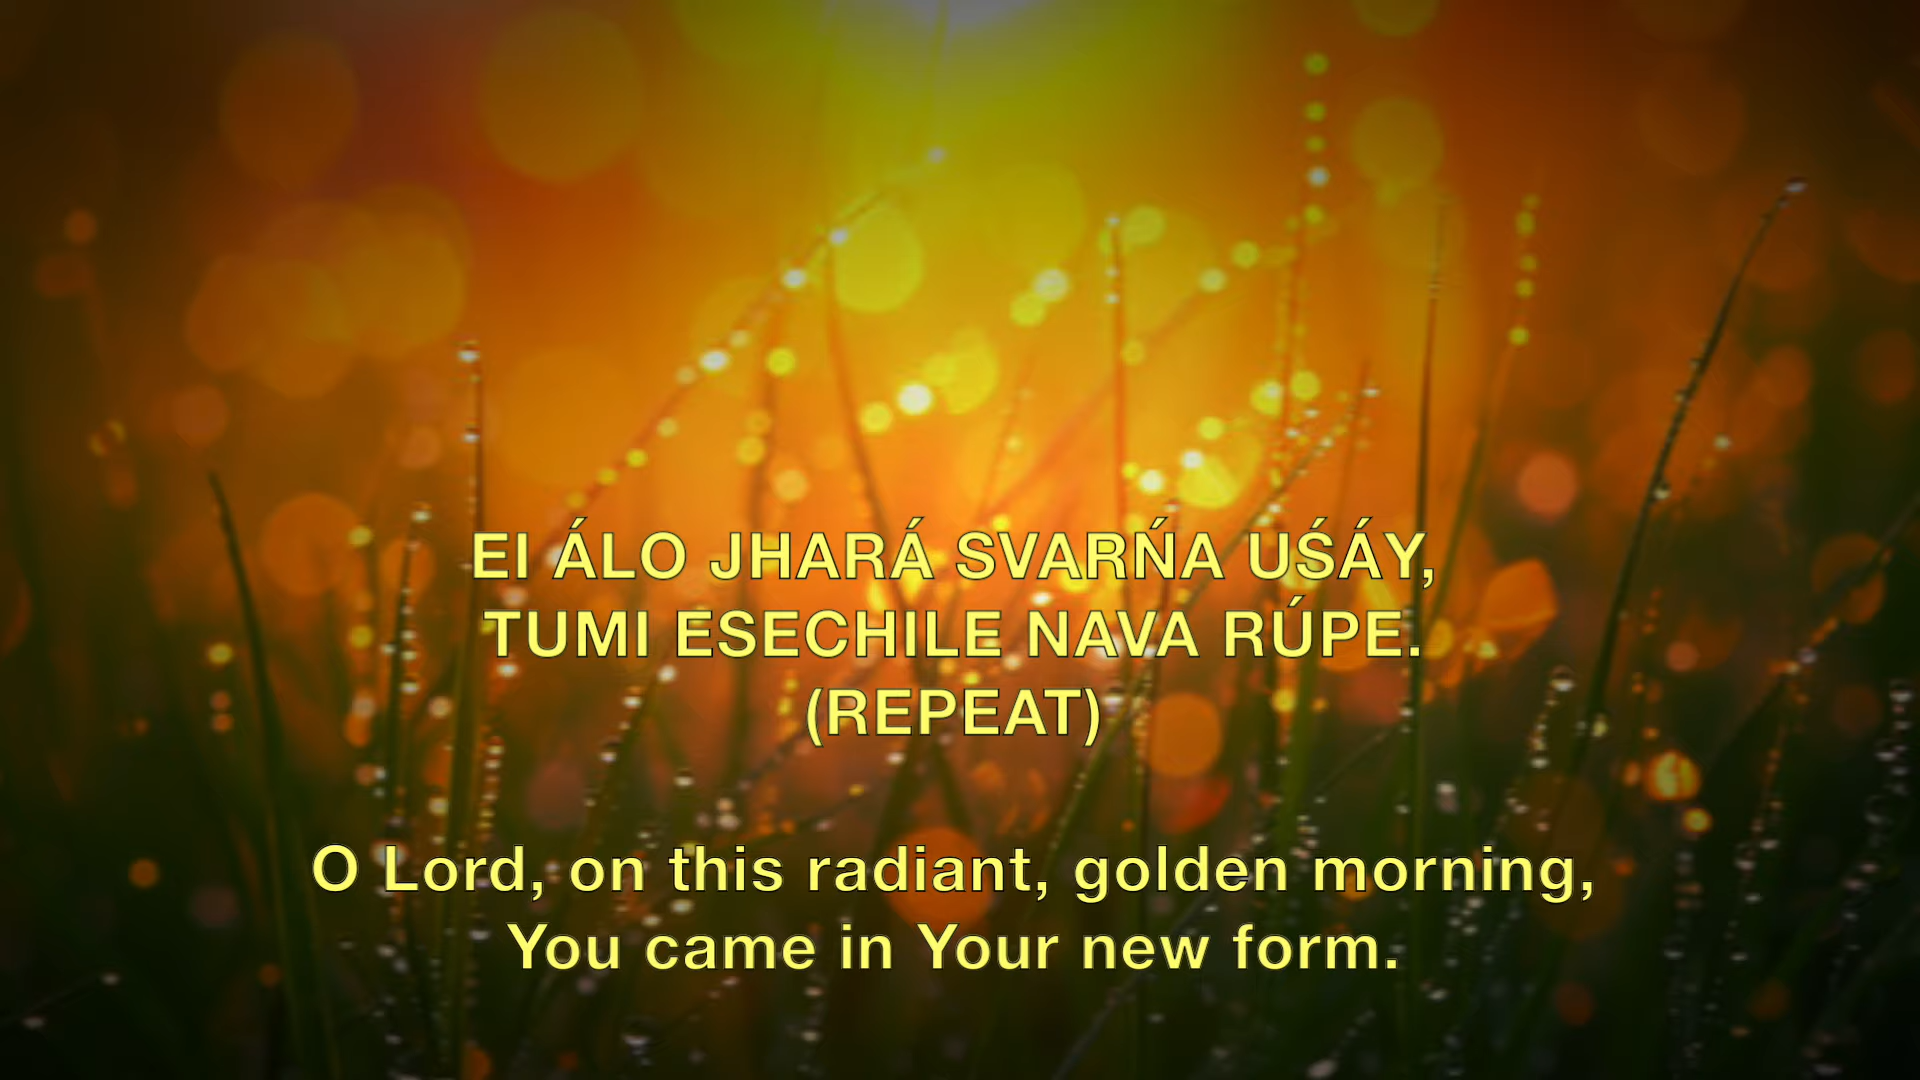 EI ÁLO JHARÁ SVARŃA UŚÁY,
TUMI ESECHILE NAVA RÚPE.
(REPEAT)
O Lord, on this radiant, golden morning,
You came in Your new form.